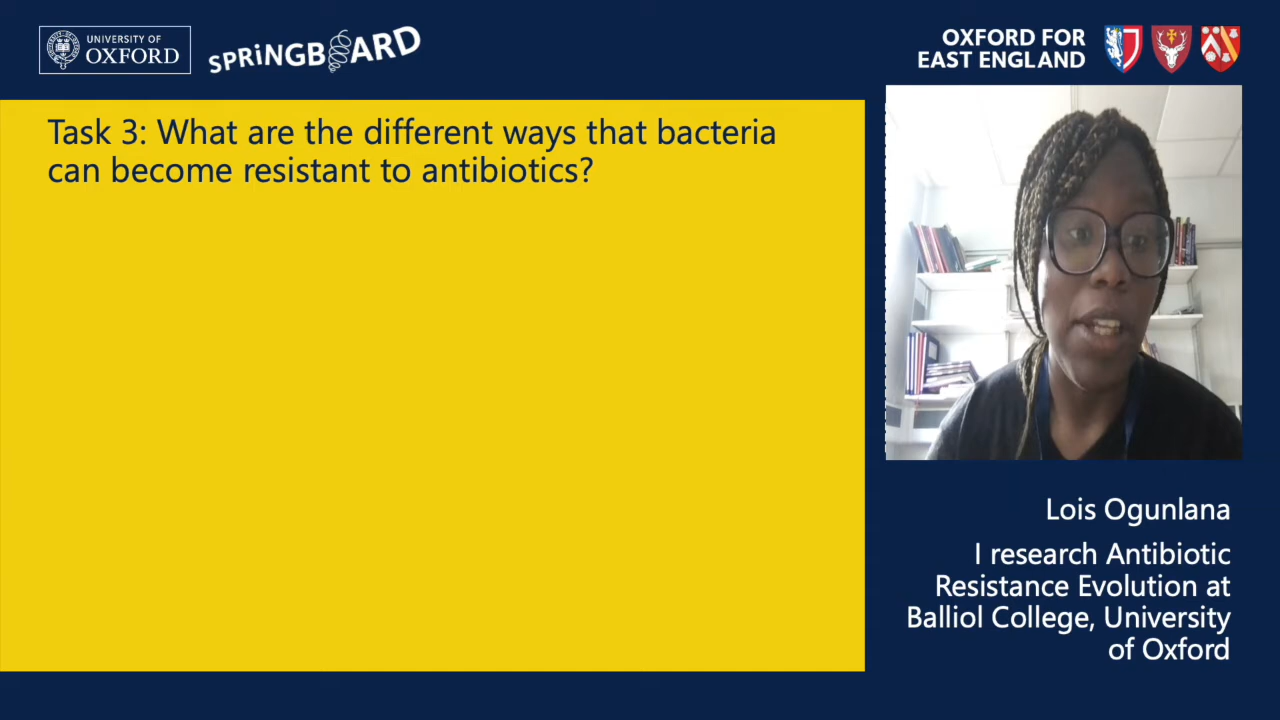 UNIVERSITY OF
OXFORD
SPRiNGBOARD
OXFORD FOR
EAST ENGLAND
Task 3: What are the different ways that bacteria
can become resistant to antibiotics?
Lois Ogunlana
I research Antibiotic
Resistance Evolution at
Balliol College, University
of Oxford